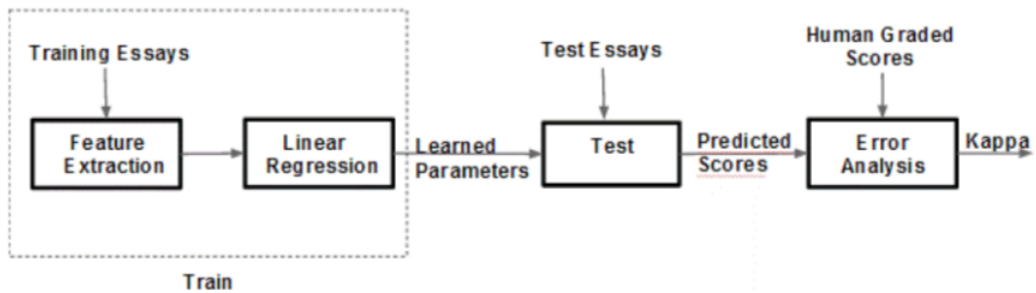 Training Essays
Feature
Extraction
Linear
Regression
Learned
Parameters
Test Essays
Test
Predicted
Scores
Human Graded
Scores
Error
Analysis
Kappa
Train